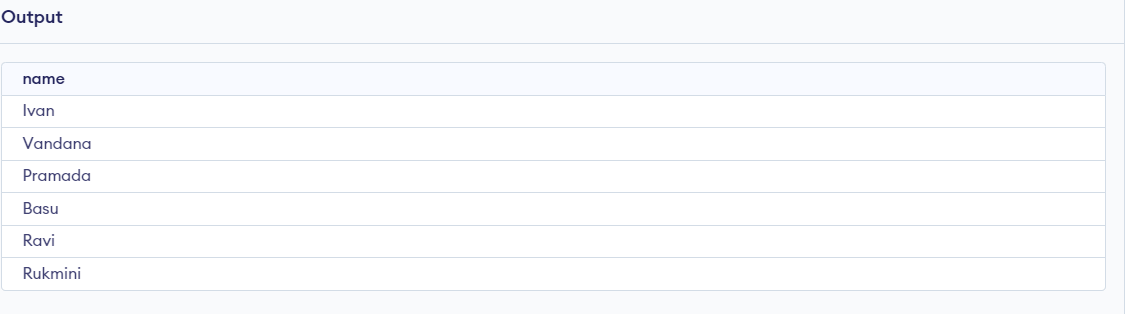 Output
name
Ivan
Vandana
Pramada
Basu
Ravi
Rukmini